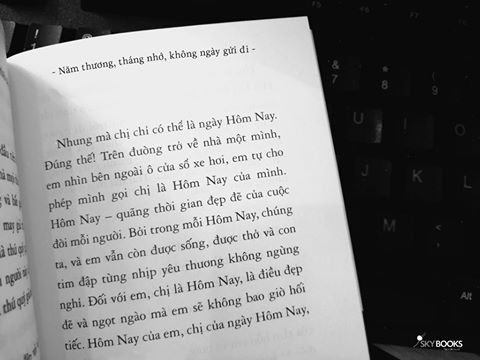 - Năm thương, tháng nhớ, không ngày gửi đi -
Nhưng mà chị chỉ có thể là ngày Hôm Nay.
Đúng thế! Trên đường trở về nhà một mình,
em nhìn bên ngoài ô cửa sổ xe hơi, em tự cho
phép mình gọi chị là Hôm Nay của mình.
Hôm Nay – quãng thời gian đẹp đẽ của cuộc
đời mỗi người. Bởi trong mỗi Hôm Nay, chúng
ta, và em vẫn còn được sống, được thở và con
tim đập từng nhịp yêu thương không ngừng
nghỉ. Đối với em, chị là Hôm Nay, là điều đẹp
đẽ và ngọt ngào mà em sẽ không bao giờ hối
tiếc. Hôm Nay của em, chị của ngày Hôm Nay,
&
7
*
8
9
U
I
O
J
K
L
M
<
Alt
SKYBOOKS